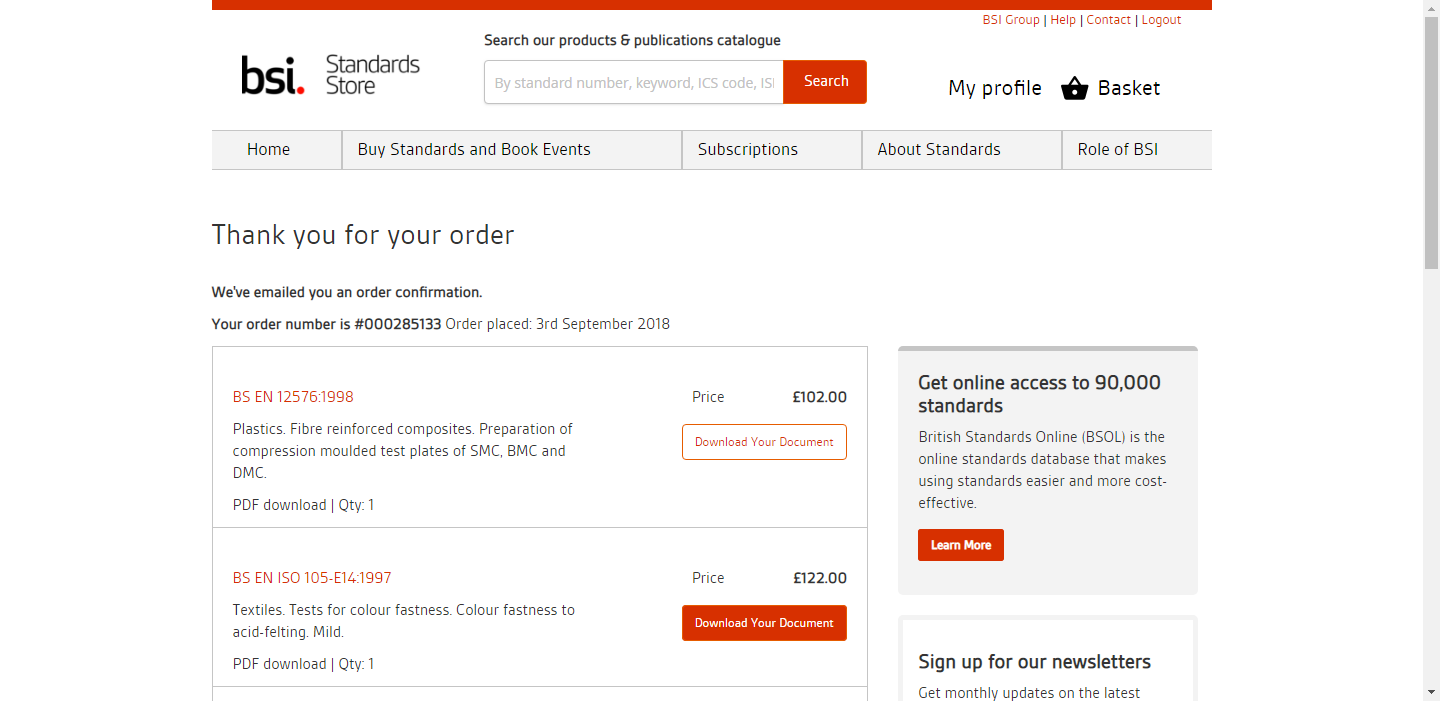 BSI Group | Help | Contact | Logout
Search our products & publications catalogue
bsi. Standards
Store
By standard number, keyword, ICS code, ISI
Search
My profile
Basket
Home
Buy Standards and Book Events
Subscriptions
About Standards
Role of BSI
Thank you for your order
We've emailed you an order confirmation.
Your order number is #000285133 Order placed: 3rd September 2018
BS EN 12576:1998
Price £102.00
Plastics. Fibre reinforced composites. Preparation of
compression moulded test plates of SMC, BMC and
DMC.
Download Your Document
PDF download | Qty: 1
BS EN ISO 105-E14:1997
Price £122.00
Textiles. Tests for colour fastness. Colour fastness to
acid-felting. Mild.
Download Your Document
PDF download | Qty: 1
Get online access to 90,000
standards
British Standards Online (BSOL) is the
online standards database that makes
using standards easier and more cost-
effective.
Learn More
Sign up for our newsletters
Get monthly updates on the latest